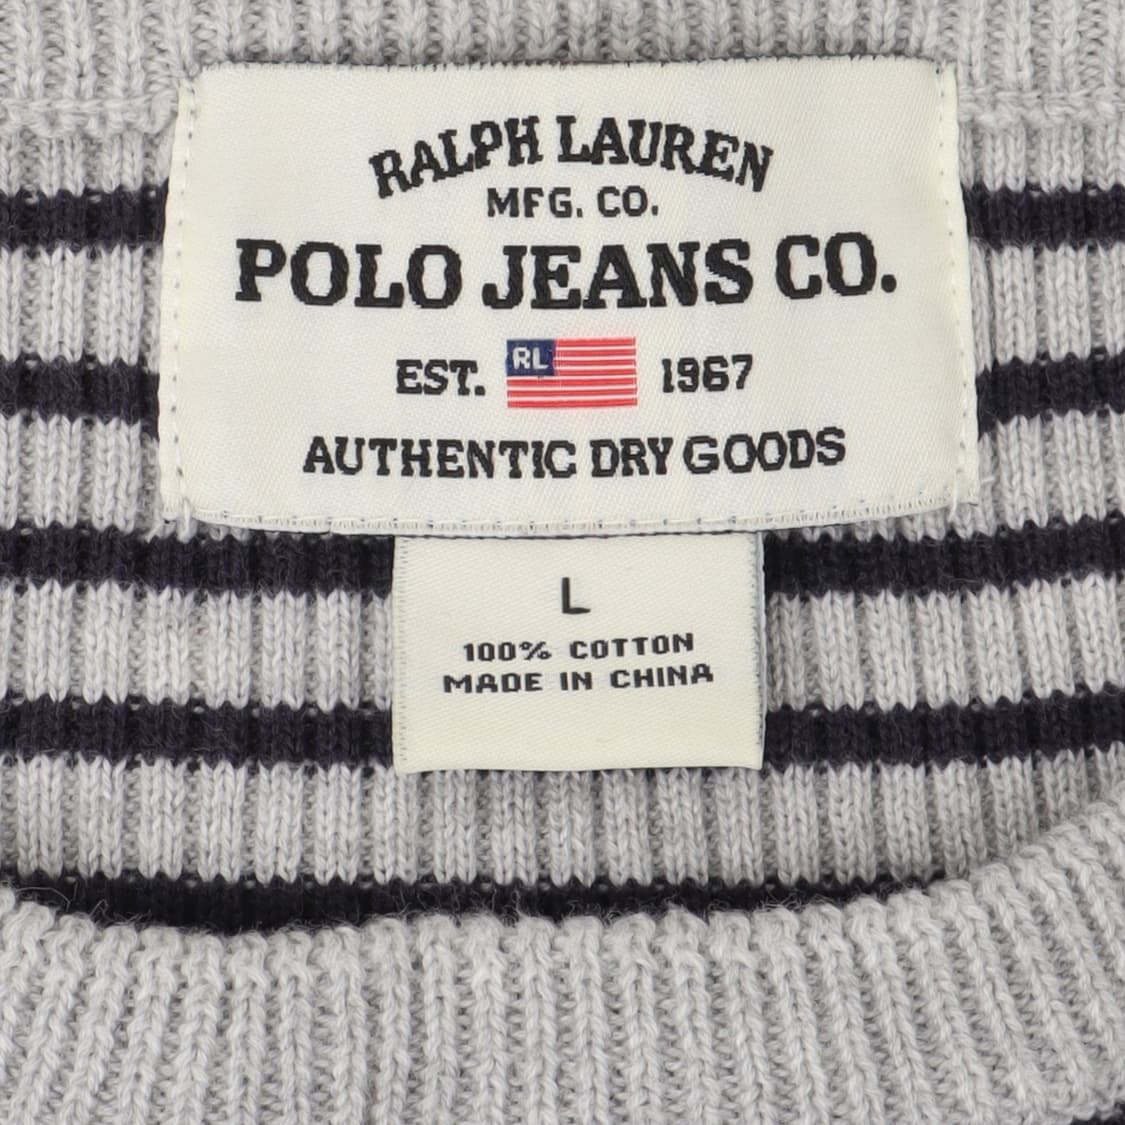 RALPH LAUREN
MFG. CO.
POLO JEANS CO.
EST. RL 1967
AUTHENTIC DRY GOODS
L
100% COTTON
MADE IN CHINA